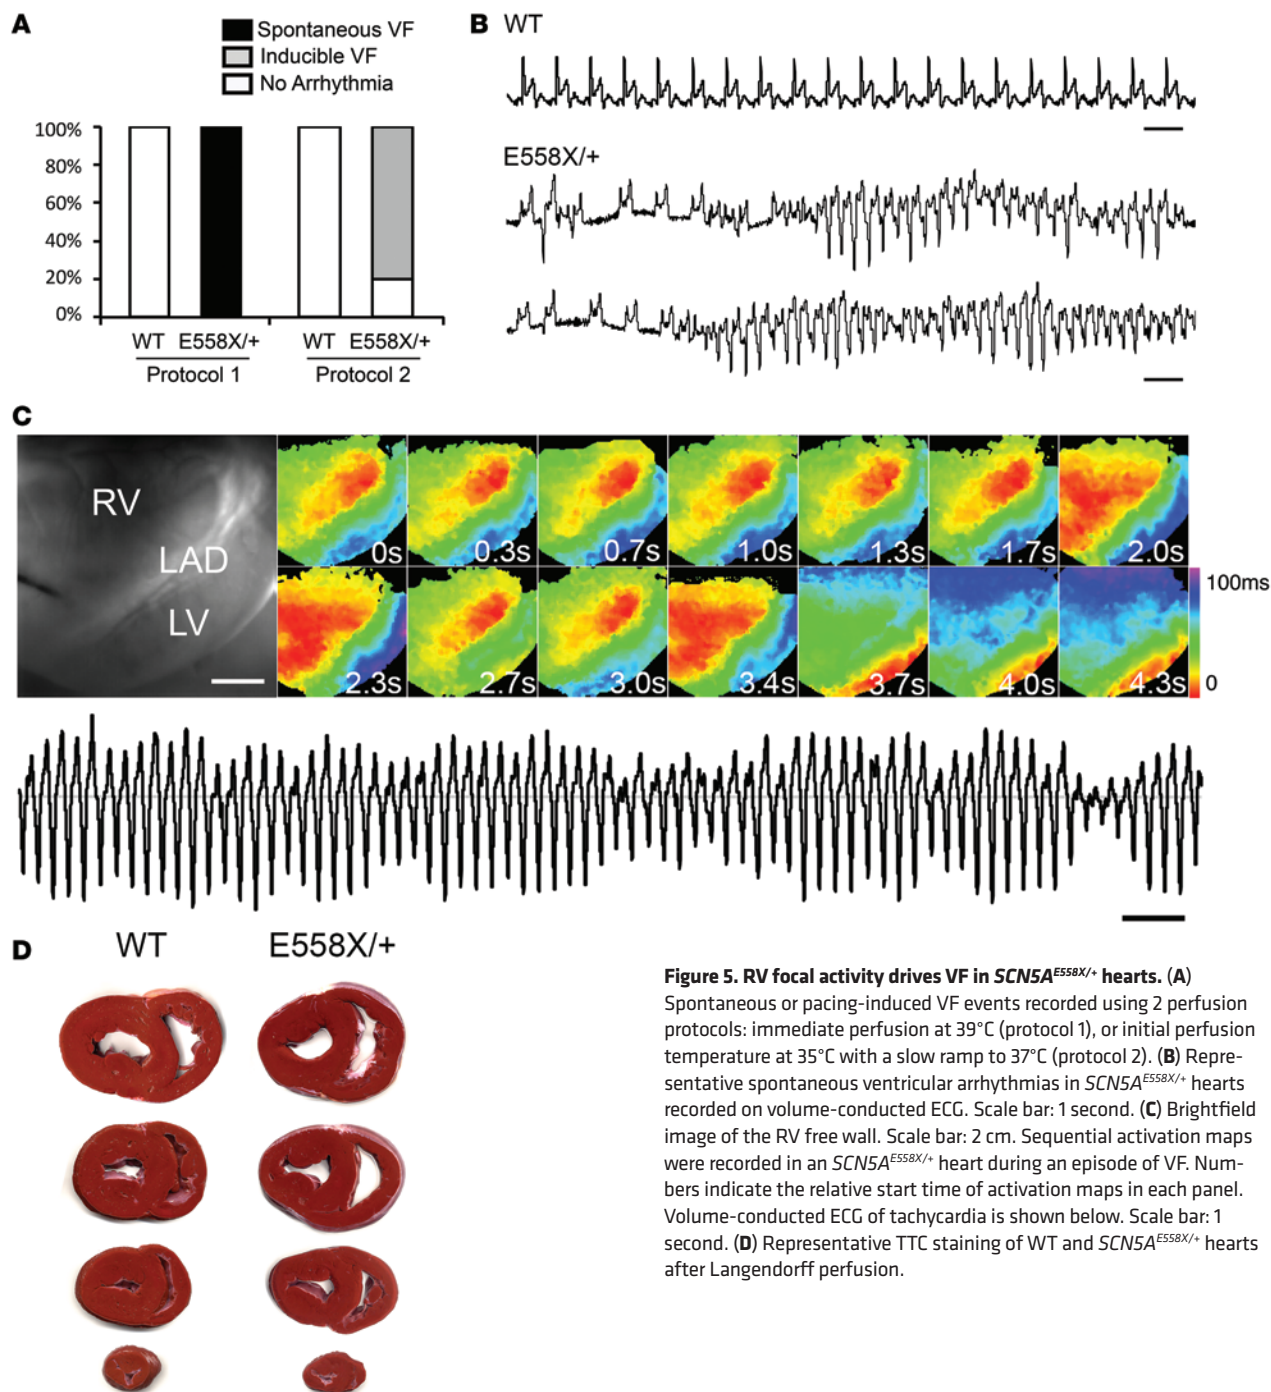 A
Spontaneous VF
Inducible VF
No Arrhythmia
100%
80%
60%
40%
20%
0%
WT E558X/+ WT E558X/+
Protocol 1 Protocol 2
B WT
E558X/+
C
RV
LAD
LV
0s 0.3s 0.7s 1.0s 1.3s 1.7s 2.0s
2.3s 2.7s 3.0s 3.4s 3.7s 4.0s 4.3s
100ms
0
D WT E558X/+
Figure 5. RV focal activity drives VF in SCN5A^E558X/+ hearts. (A)
Spontaneous or pacing-induced VF events recorded using 2 perfusion
protocols: immediate perfusion at 39°C (protocol 1), or initial perfusion
temperature at 35°C with a slow ramp to 37°C (protocol 2). (B) Repre-
sentative spontaneous ventricular arrhythmias in SCN5A^E558X/+ hearts
recorded on volume-conducted ECG. Scale bar: 1 second. (C) Brightfield
image of the RV free wall. Scale bar: 2 cm. Sequential activation maps
were recorded in an SCN5A^E558X/+ heart during an episode of VF. Num-
bers indicate the relative start time of activation maps in each panel.
Volume-conducted ECG of tachycardia is shown below. Scale bar: 1
second. (D) Representative TTC staining of WT and SCN5A^E558X/+ hearts
after Langendorff perfusion.